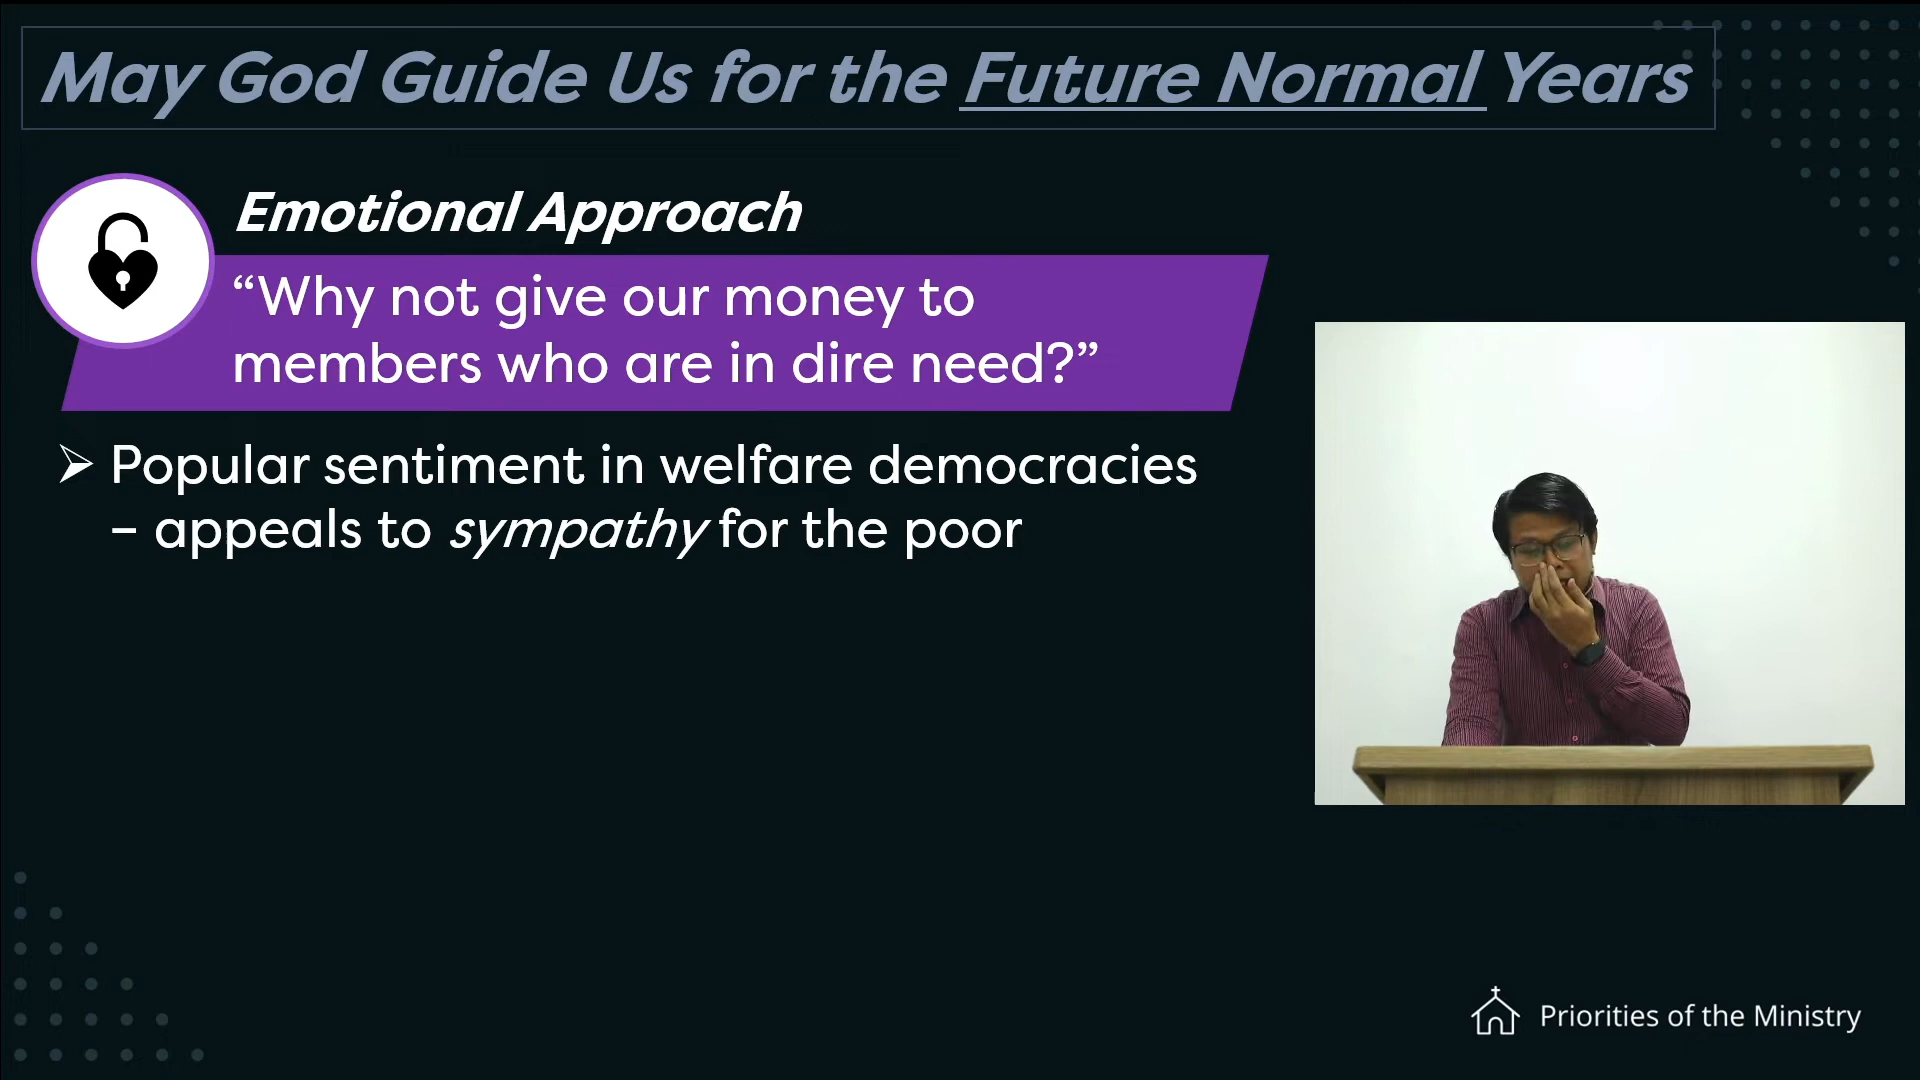 May God Guide Us for the Future Normal Years
Emotional Approach
“Why not give our money to
members who are in dire need?”
Popular sentiment in welfare democracies
– appeals to sympathy for the poor
Priorities of the Ministry